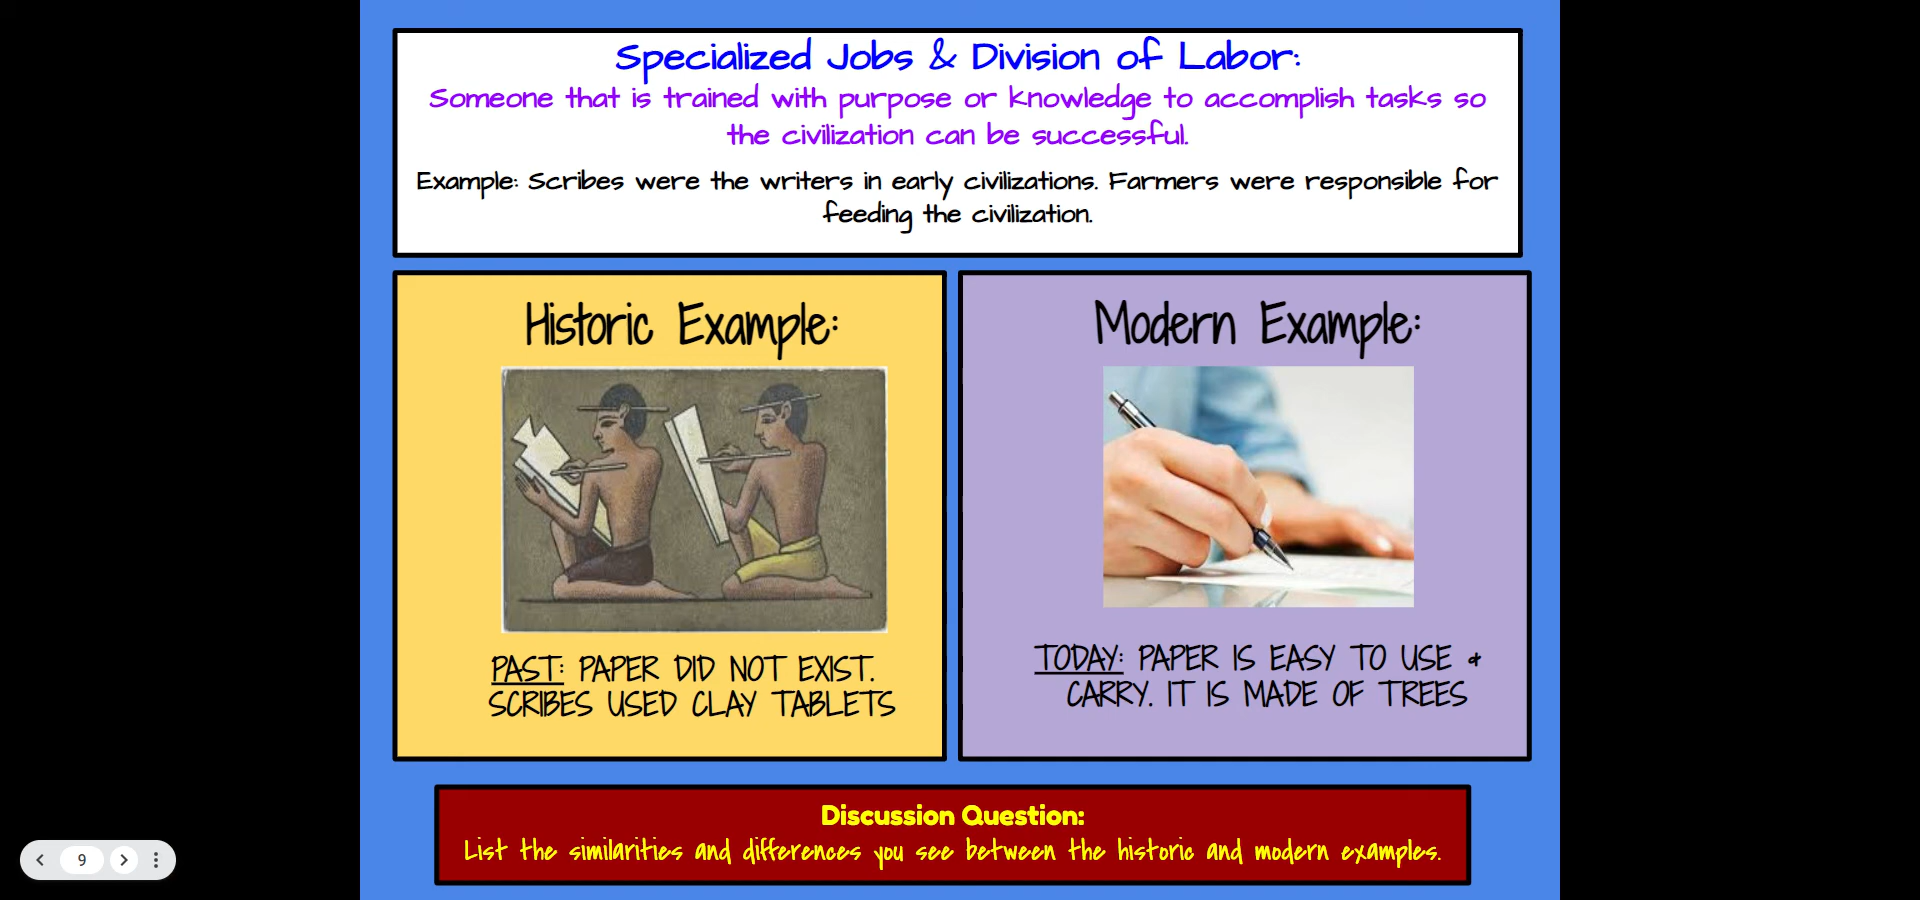 Specialized Jobs & Division of Labor:
Someone that is trained with purpose or knowledge to accomplish tasks so
the civilization can be successful.
Example: Scribes were the writers in early civilizations. Farmers were responsible for
feeding the civilization.
Historic Example:
PAST: PAPER DID NOT EXIST.
SCRIBES USED CLAY TABLETS
Modern Example:
TODAY: PAPER IS EASY TO USE &
CARRY. IT IS MADE OF TREES
Discussion Question:
List the similarities and differences you see between the historic and modern examples.
9